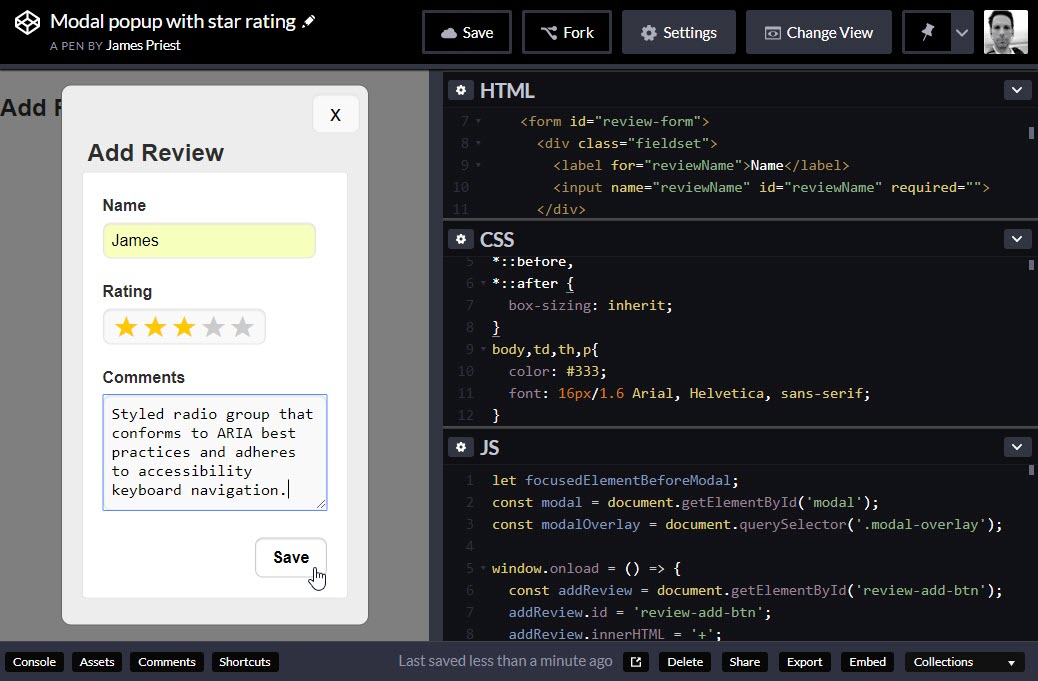 Modal popup with star rating
A PEN BY James Priest
Save
Fork
Settings
Change View
Add
X
Add Review
Name
James
Rating
Comments
Styled radio group that
conforms to ARIA best
practices and adheres
to accessibility
keyboard navigation.
Save
HTML
7 <form id="review-form">
8 <div class="fieldset">
9 <label for="reviewName">Name</label>
10 <input name="reviewName" id="reviewName" required="">
11 </div>
CSS
5 *::before,
6 *::after {
7 box-sizing: inherit;
8 }
9 body,td,th,p{
10 color: #333;
11 font: 16px/1.6 Arial, Helvetica, sans-serif;
12 }
JS
1 let focusedElementBeforeModal;
2 const modal = document.getElementById('modal');
3 const modalOverlay = document.querySelector('.modal-overlay');
4
5 window.onload = () => {
6 const addReview = document.getElementById('review-add-btn');
7 addReview.id = 'review-add-btn';
8 addReview.innerHTML = '+';
Console
Assets
Comments
Shortcuts
Last saved less than a minute ago
Delete
Share
Export
Embed
Collections